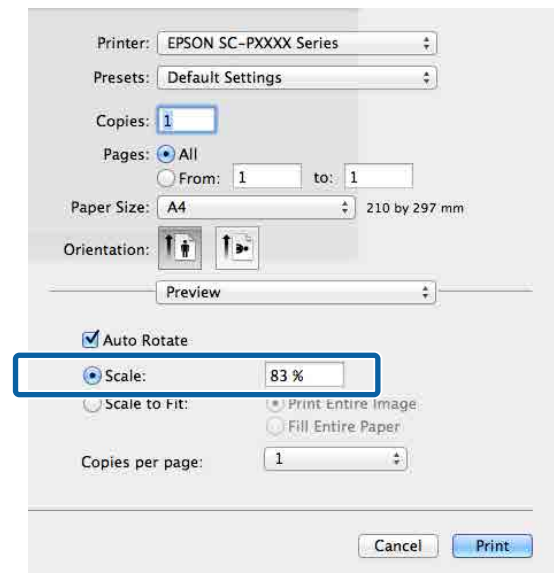 Printer: EPSON SC-PXXXX Series
Presets: Default Settings
Copies: 1
Pages: All
From: 1 to: 1
Paper Size: A4 210 by 297 mm
Orientation:
Preview
Auto Rotate
Scale: 83 %
Scale to Fit: Print Entire Image
Fill Entire Paper
Copies per page: 1
Cancel Print